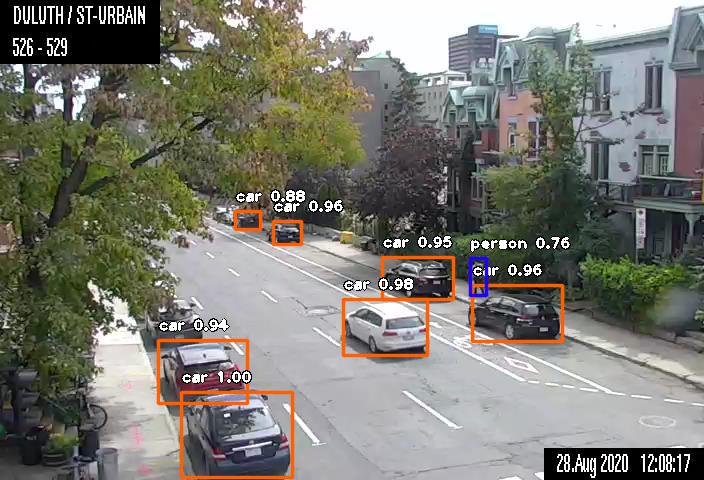 DULUTH / ST-URBAIN
526 - 529
car 0.88
car 0.96
car 0.95
person 0.76
car 0.96
car 0.98
car 0.94
car 1.00
28.Aug 2020 12:08:17